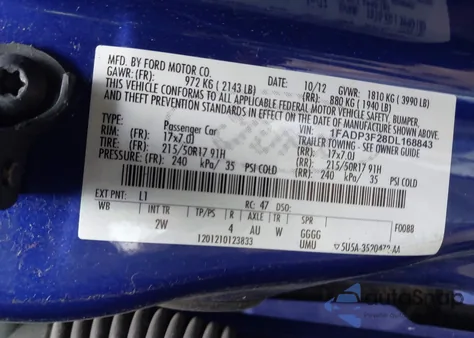 MFD. BY FORD MOTOR CO.
DATE: 10/12 GVWR: 1810 KG (3990 LB)
GAWR: (FR): 972 KG (2143 LB) (RR): 880 KG (1940 LB)
THIS VEHICLE CONFORMS TO ALL APPLICABLE FEDERAL MOTOR VEHICLE SAFETY, BUMPER,
AND THEFT PREVENTION STANDARDS IN EFFECT ON THE DATE OF MANUFACTURE SHOWN ABOVE.
VIN: 1FADP3F28DL168843
TYPE: Passenger Car TRAILER TOWING - SEE OWNER GUIDE
RIM: (FR): 17x7.0J (RR): 17x7.0J
TIRE: (FR): 215/50R17 91H (RR): 215/50R17 91H
PRESSURE: (FR): 240 kPa/ 35 PSI COLD (RR): 240 kPa/ 35 PSI COLD
EXT PNT: L1 RC: 47 DSO: F0088
WB INT TR TP/PS R AXLE TR SPR
2W 4 AU W GGGG
1201210123833 UMU
autoSnap